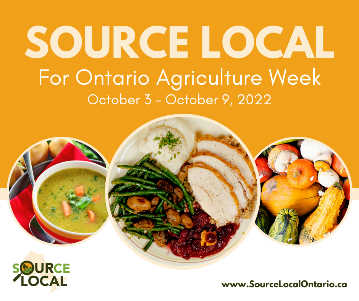 SOURCE LOCAL
For Ontario Agriculture Week
October 3 - October 9, 2022
SOURCE
LOCAL
www.SourceLocalOntario.ca